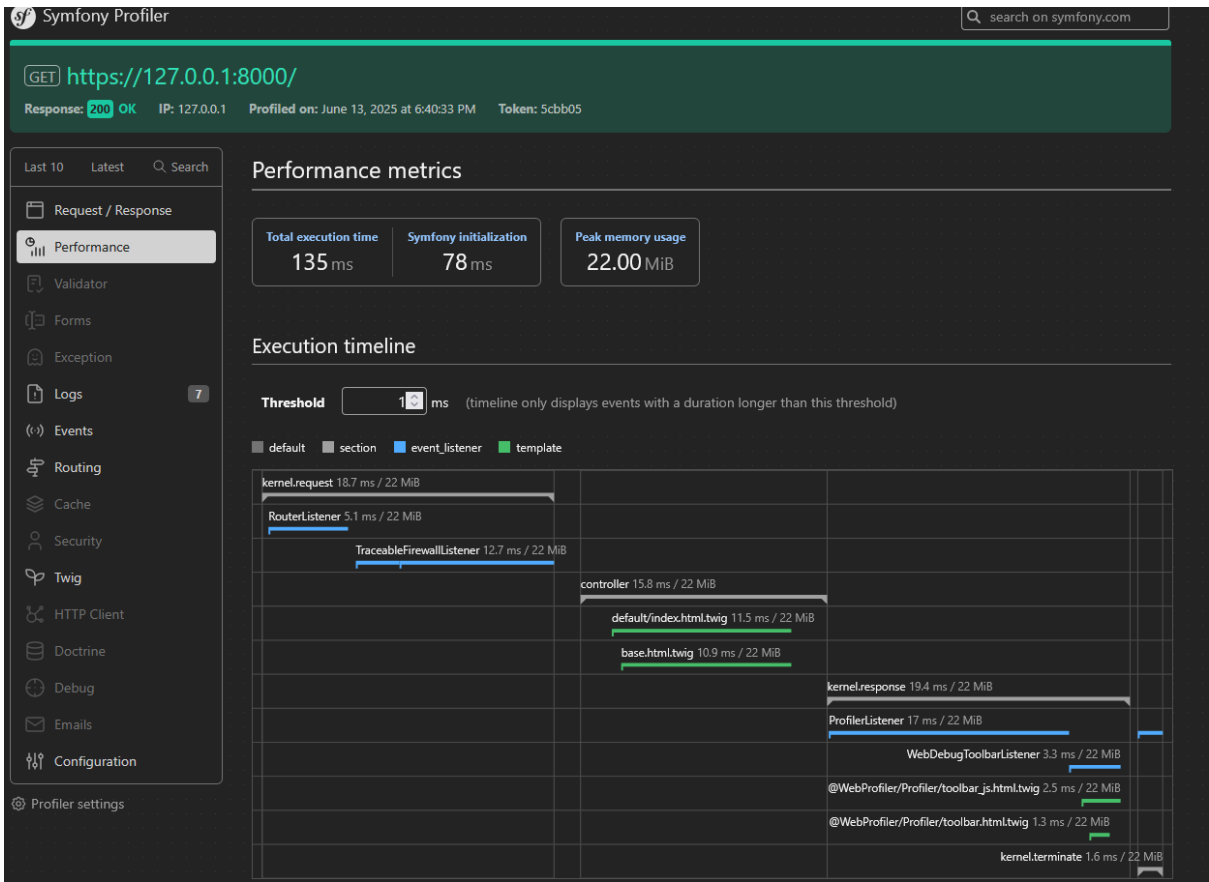 sf Symfony Profiler
search on symfony.com
GET https://127.0.0.1:8000/
Response: 200 OK IP: 127.0.0.1 Profiled on: June 13, 2025 at 6:40:33 PM Token: 5cbb05
Last 10 Latest Search
Request / Response
Performance
Validator
Forms
Exception
Logs 7
Events
Routing
Cache
Security
Twig
HTTP Client
Doctrine
Debug
Emails
Configuration
Profiler settings
Performance metrics
Total execution time Symfony initialization Peak memory usage
135 ms 78 ms 22.00 MiB
Execution timeline
Threshold 1 ms (timeline only displays events with a duration longer than this threshold)
default section event_listener template
kernel.request 18.7 ms / 22 MiB
RouterListener 5.1 ms / 22 MiB
TraceableFirewallListener 12.7 ms / 22 MiB
controller 15.8 ms / 22 MiB
default/index.html.twig 11.5 ms / 22 MiB
base.html.twig 10.9 ms / 22 MiB
kernel.response 19.4 ms / 22 MiB
ProfilerListener 17 ms / 22 MiB
WebDebugToolbarListener 3.3 ms / 22 MiB
@WebProfiler/Profiler/toolbar_js.html.twig 2.5 ms / 22 MiB
@WebProfiler/Profiler/toolbar.html.twig 1.3 ms / 22 MiB
kernel.terminate 1.6 ms / 22 MiB